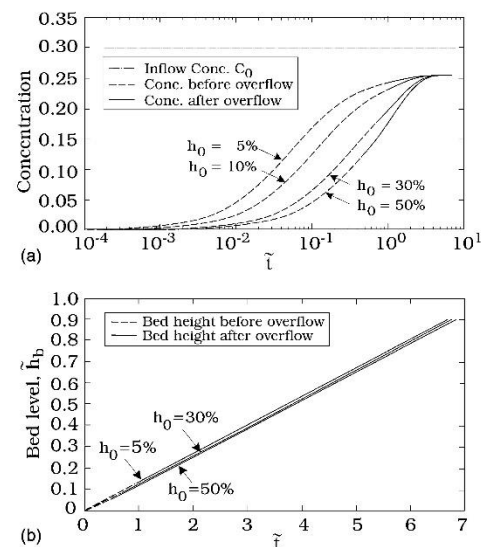 0.35
0.30
0.25
0.20
0.15
0.10
0.05
0.00
Concentration
Inflow Conc. C0
Conc. before overflow
Conc. after overflow
h0 = 5%
h0 = 10%
h0 = 30%
h0 = 50%
10-4 10-3 10-2 10-1 100 101
t̃
(a)
1.0
0.9
0.8
0.7
0.6
0.5
0.4
0.3
0.2
0.1
0
Bed level, h̃b
Bed height before overflow
Bed height after overflow
h0=30%
h0=5%
h0=50%
0 1 2 3 4 5 6 7
t̃
(b)